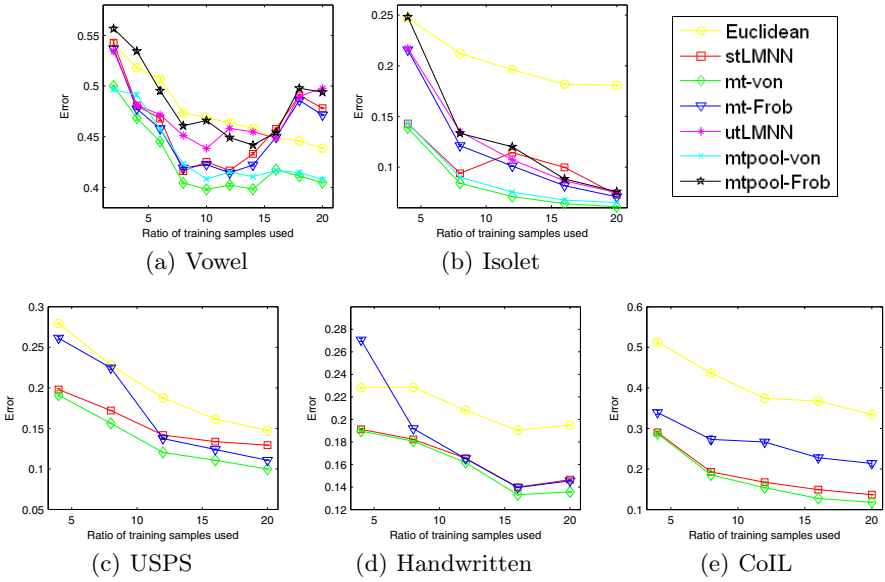 0.55
0.5
0.45
0.4
Error
5
10
15
20
Ratio of training samples used
(a) Vowel
0.25
0.2
0.15
0.1
Error
5
10
15
20
Ratio of training samples used
(b) Isolet
Euclidean
stLMNN
mt-von
mt-Frob
utLMNN
mtpool-von
mtpool-Frob
0.3
0.25
0.2
0.15
0.1
0.05
Error
5
10
15
20
Ratio of training samples used
(c) USPS
0.3
0.28
0.26
0.24
0.22
0.2
0.18
0.16
0.14
0.12
Error
5
10
15
20
Ratio of training samples used
(d) Handwritten
0.6
0.5
0.4
0.3
0.2
0.1
Error
5
10
15
20
Ratio of training samples used
(e) CoIL